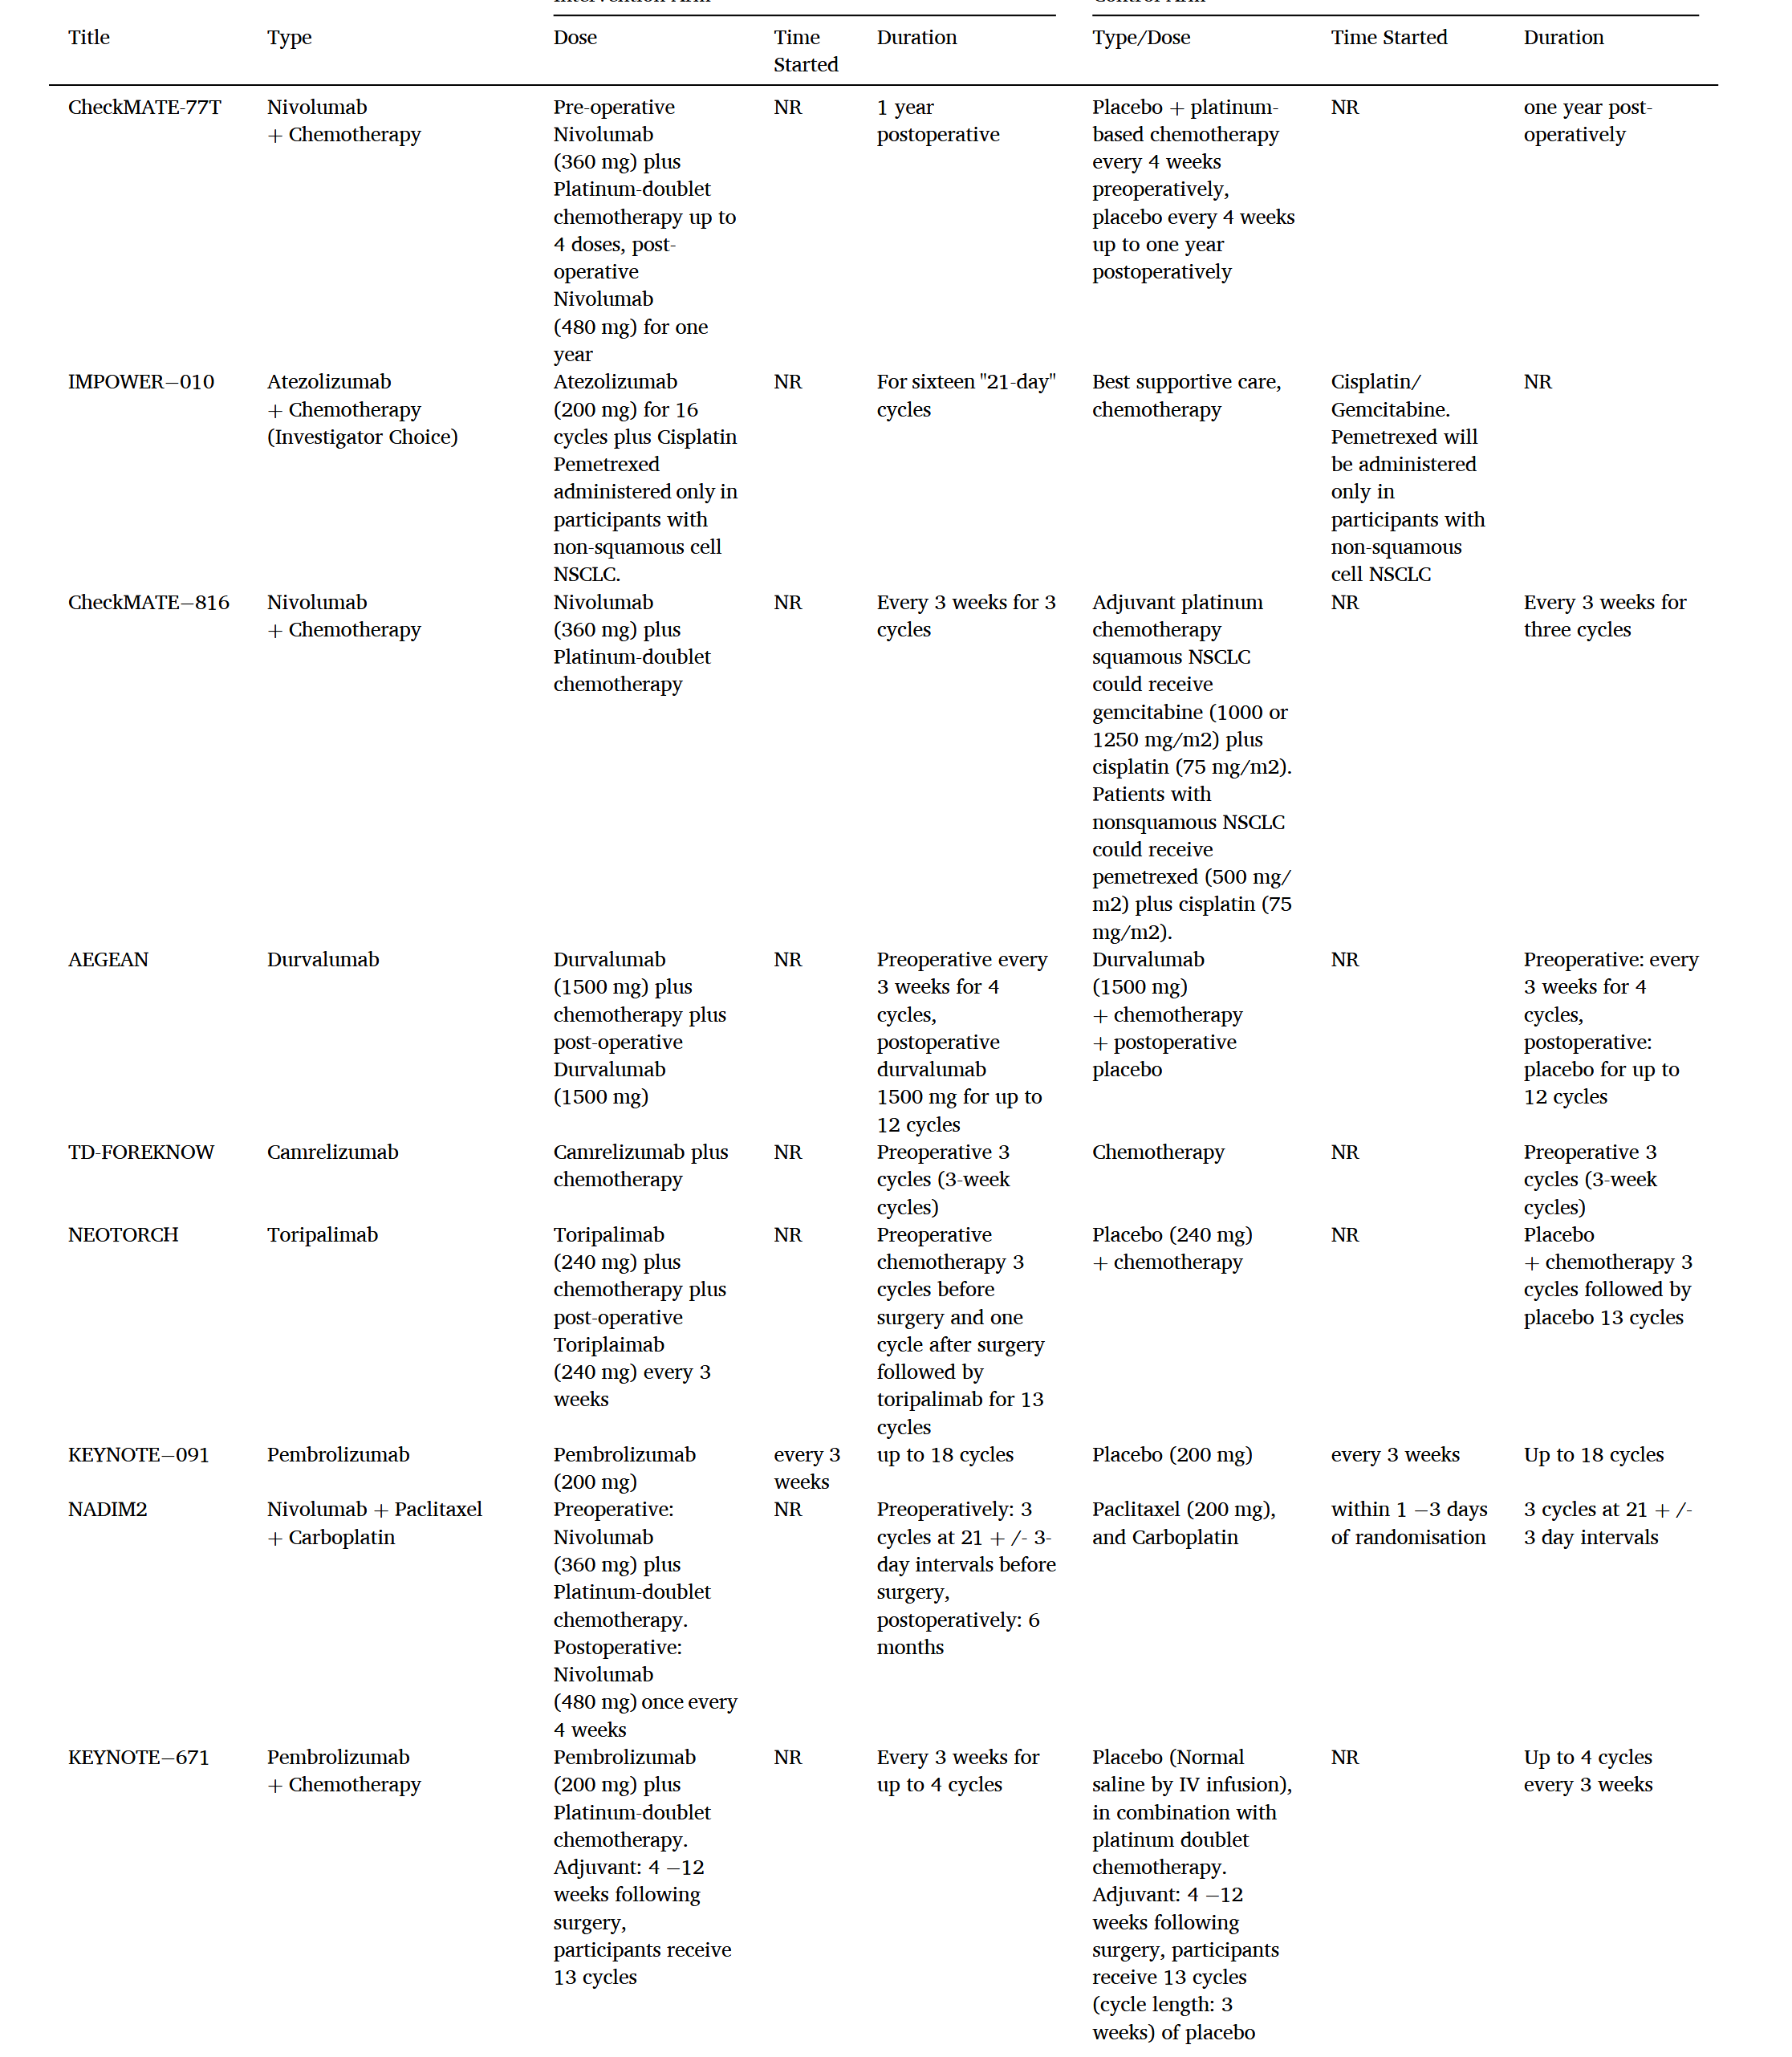 Title
Type
Dose
Time
Started
Duration
Type/Dose
Time Started
Duration
CheckMATE-77T
Nivolumab
+ Chemotherapy
Pre-operative
Nivolumab
(360 mg) plus
Platinum-doublet
chemotherapy up to
4 doses, post-
operative
Nivolumab
(480 mg) for one
year
NR
1 year
postoperative
Placebo + platinum-
based chemotherapy
every 4 weeks
preoperatively,
placebo every 4 weeks
up to one year
postoperatively
NR
one year post-
operatively
IMPOWER−010
Atezolizumab
+ Chemotherapy
(Investigator Choice)
Atezolizumab
(200 mg) for 16
cycles plus Cisplatin
Pemetrexed
administered only in
participants with
non-squamous cell
NSCLC.
NR
For sixteen "21-day"
cycles
Best supportive care,
chemotherapy
Cisplatin/
Gemcitabine.
Pemetrexed will
be administered
only in
participants with
non-squamous
cell NSCLC
NR
CheckMATE−816
Nivolumab
+ Chemotherapy
Nivolumab
(360 mg) plus
Platinum-doublet
chemotherapy
NR
Every 3 weeks for 3
cycles
Adjuvant platinum
chemotherapy
squamous NSCLC
could receive
gemcitabine (1000 or
1250 mg/m2) plus
cisplatin (75 mg/m2).
Patients with
nonsquamous NSCLC
could receive
pemetrexed (500 mg/
m2) plus cisplatin (75
mg/m2).
NR
Every 3 weeks for
three cycles
AEGEAN
Durvalumab
Durvalumab
(1500 mg) plus
chemotherapy plus
post-operative
Durvalumab
(1500 mg)
NR
Preoperative every
3 weeks for 4
cycles,
postoperative
durvalumab
1500 mg for up to
12 cycles
Durvalumab
(1500 mg)
+ chemotherapy
+ postoperative
placebo
NR
Preoperative: every
3 weeks for 4
cycles,
postoperative:
placebo for up to
12 cycles
TD-FOREKNOW
Camrelizumab
Camrelizumab plus
chemotherapy
NR
Preoperative 3
cycles (3-week
cycles)
Chemotherapy
NR
Preoperative 3
cycles (3-week
cycles)
NEOTORCH
Toripalimab
Toripalimab
(240 mg) plus
chemotherapy plus
post-operative
Toriplaimab
(240 mg) every 3
weeks
NR
Preoperative
chemotherapy 3
cycles before
surgery and one
cycle after surgery
followed by
toripalimab for 13
cycles
Placebo (240 mg)
+ chemotherapy
NR
Placebo
+ chemotherapy 3
cycles followed by
placebo 13 cycles
KEYNOTE−091
Pembrolizumab
Pembrolizumab
(200 mg)
every 3
weeks
up to 18 cycles
Placebo (200 mg)
every 3 weeks
Up to 18 cycles
NADIM2
Nivolumab + Paclitaxel
+ Carboplatin
Preoperative:
Nivolumab
(360 mg) plus
Platinum-doublet
chemotherapy.
Postoperative:
Nivolumab
(480 mg) once every
4 weeks
NR
Preoperatively: 3
cycles at 21 + /- 3-
day intervals before
surgery,
postoperatively: 6
months
Paclitaxel (200 mg),
and Carboplatin
within 1 −3 days
of randomisation
3 cycles at 21 + /-
3 day intervals
KEYNOTE−671
Pembrolizumab
+ Chemotherapy
Pembrolizumab
(200 mg) plus
Platinum-doublet
chemotherapy.
Adjuvant: 4 −12
weeks following
surgery,
participants receive
13 cycles
NR
Every 3 weeks for
up to 4 cycles
Placebo (Normal
saline by IV infusion),
in combination with
platinum doublet
chemotherapy.
Adjuvant: 4 −12
weeks following
surgery, participants
receive 13 cycles
(cycle length: 3
weeks) of placebo
NR
Up to 4 cycles
every 3 weeks